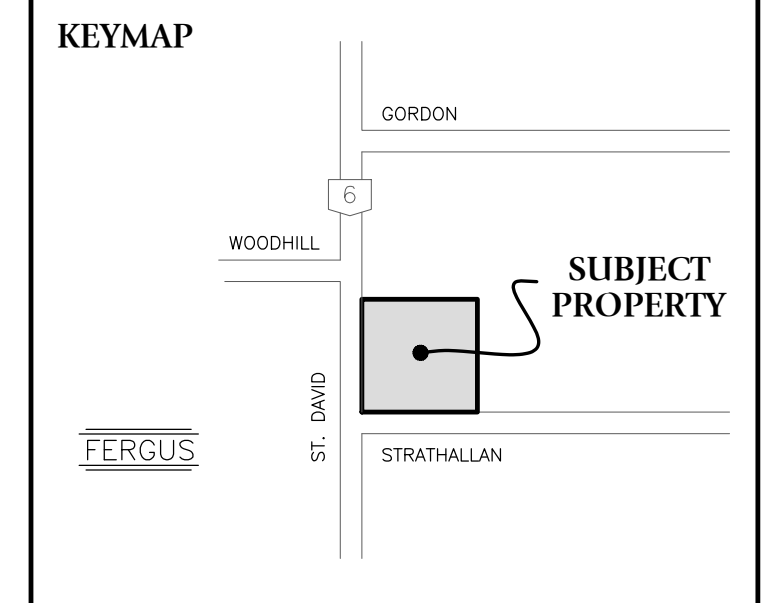 KEYMAP
GORDON
6
WOODHILL
SUBJECT
PROPERTY
ST. DAVID
FERGUS
STRATHALLAN